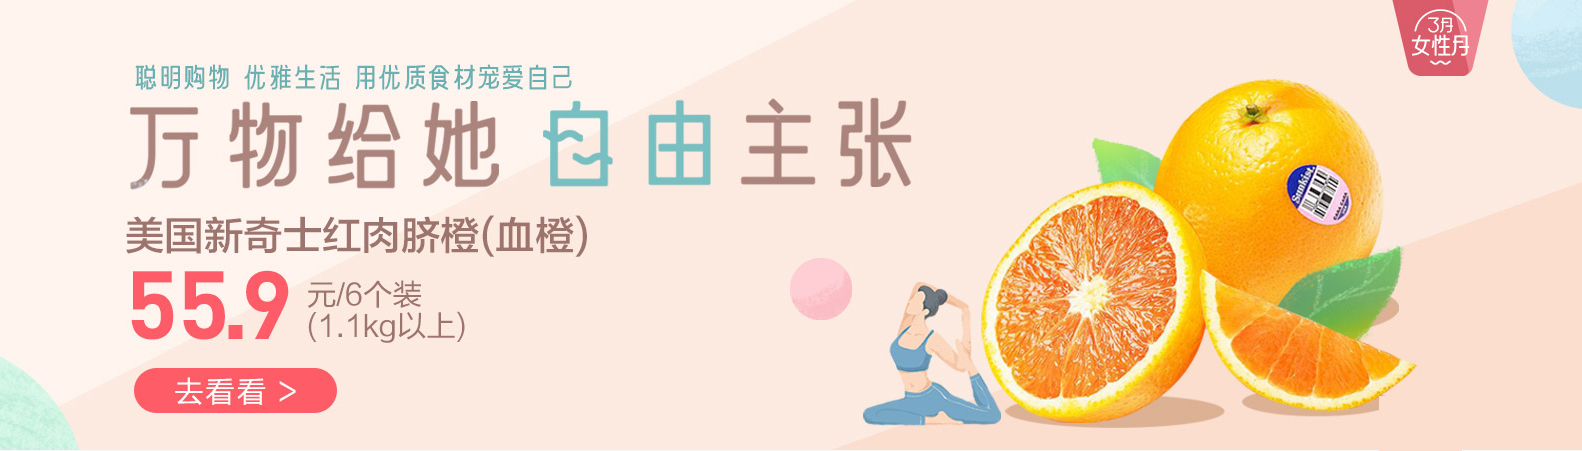 3月
女性月
聪明购物 优雅生活 用优质食材宠爱自己
万物给她 自由主张
美国新奇士红肉脐橙(血橙)
55.9 元/6个装
(1.1kg以上)
去看看 >
Sunkist